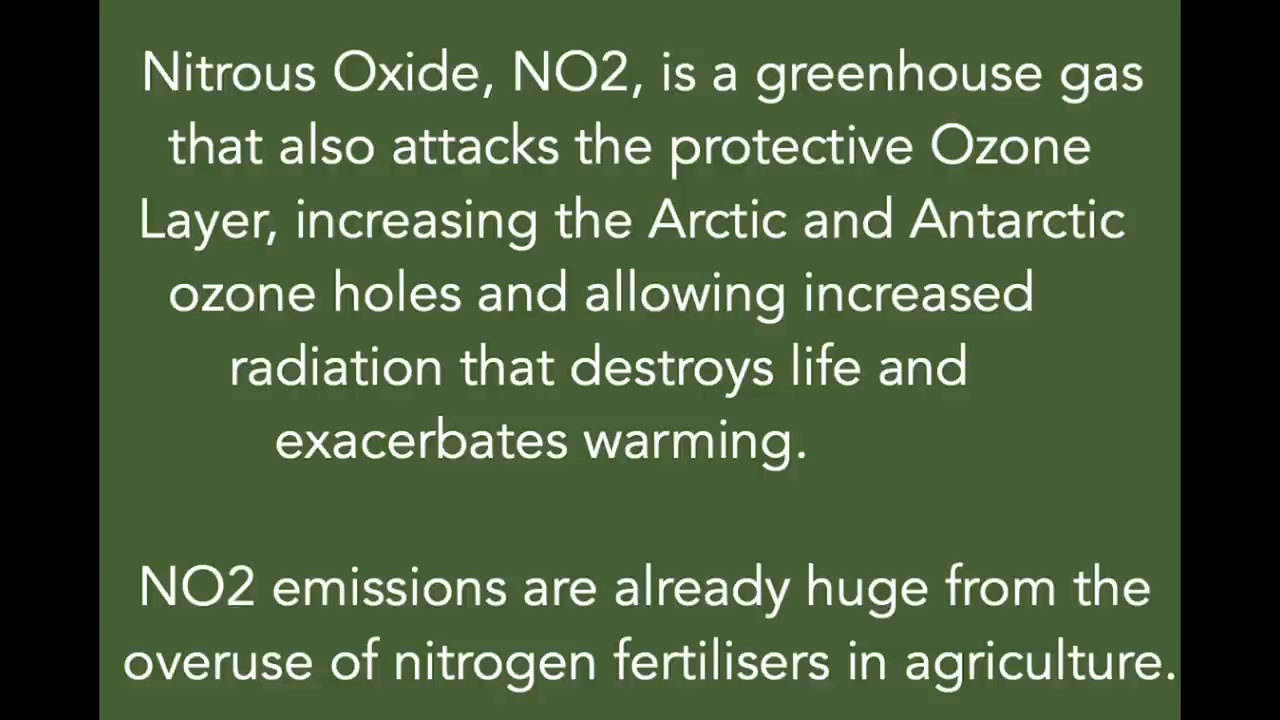 Nitrous Oxide, NO2, is a greenhouse gas
that also attacks the protective Ozone
Layer, increasing the Arctic and Antarctic
ozone holes and allowing increased
radiation that destroys life and
exacerbates warming.
NO2 emissions are already huge from the
overuse of nitrogen fertilisers in agriculture.